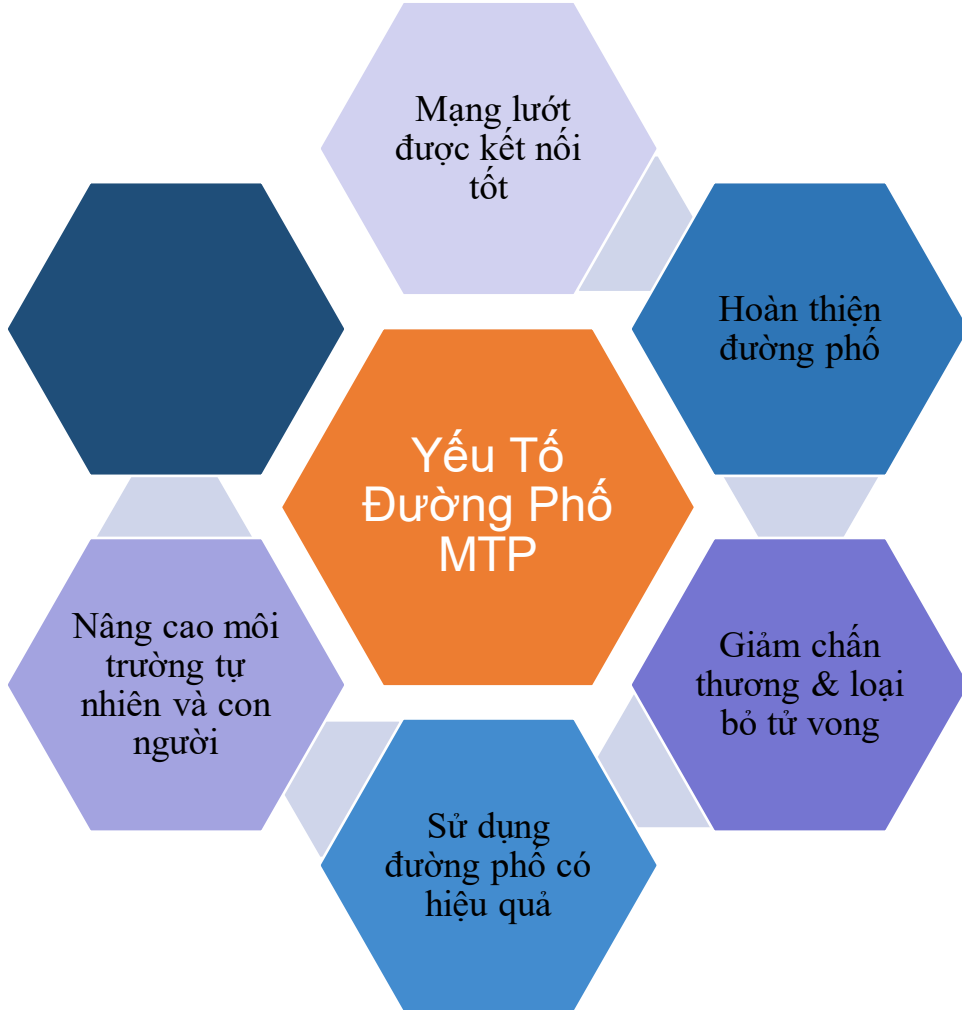 Mạng lướt
được kết nối
tốt
Hoàn thiện
đường phố
Yếu Tố
Đường Phố
MTP
Nâng cao môi
trường tự
nhiên và con
người
Giảm chấn
thương & loại
bỏ tử vong
Sử dụng
đường phố có
hiệu quả